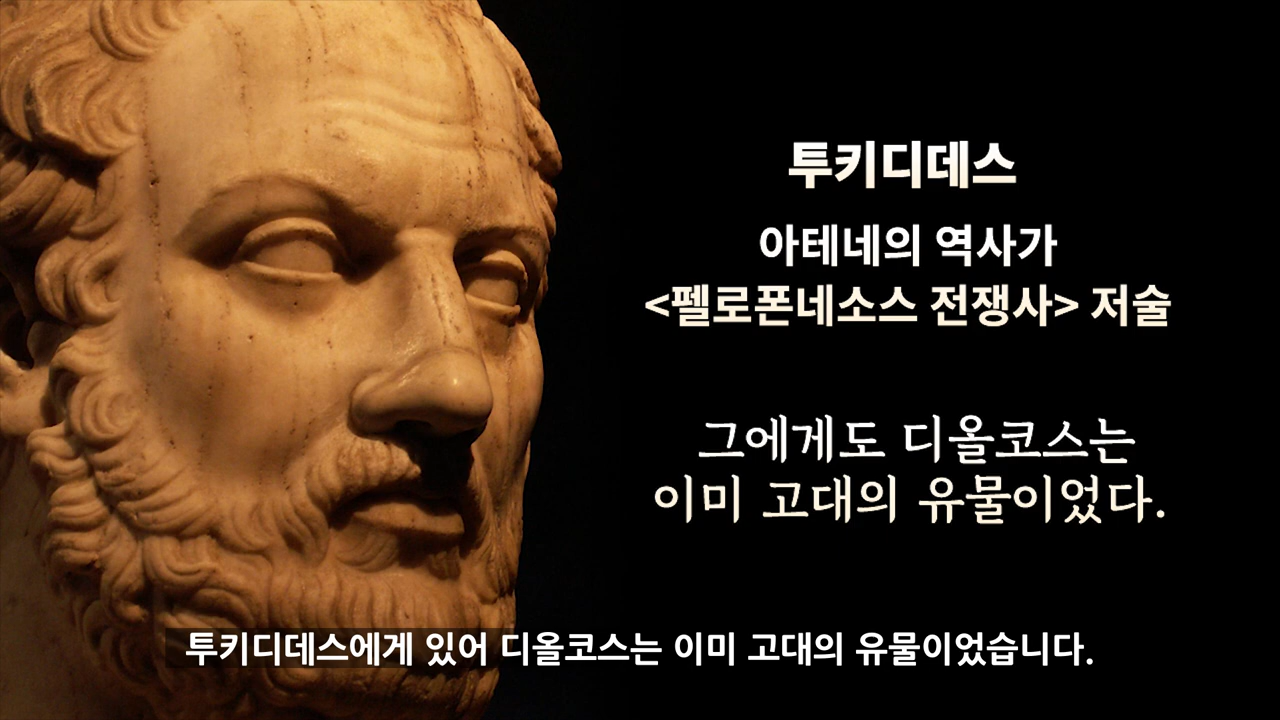 투키디데스
아테네의 역사가
<펠로폰네소스 전쟁사> 저술
그에게도 디올코스는
이미 고대의 유물이었다.
투키디데스에게 있어 디올코스는 이미 고대의 유물이었습니다.